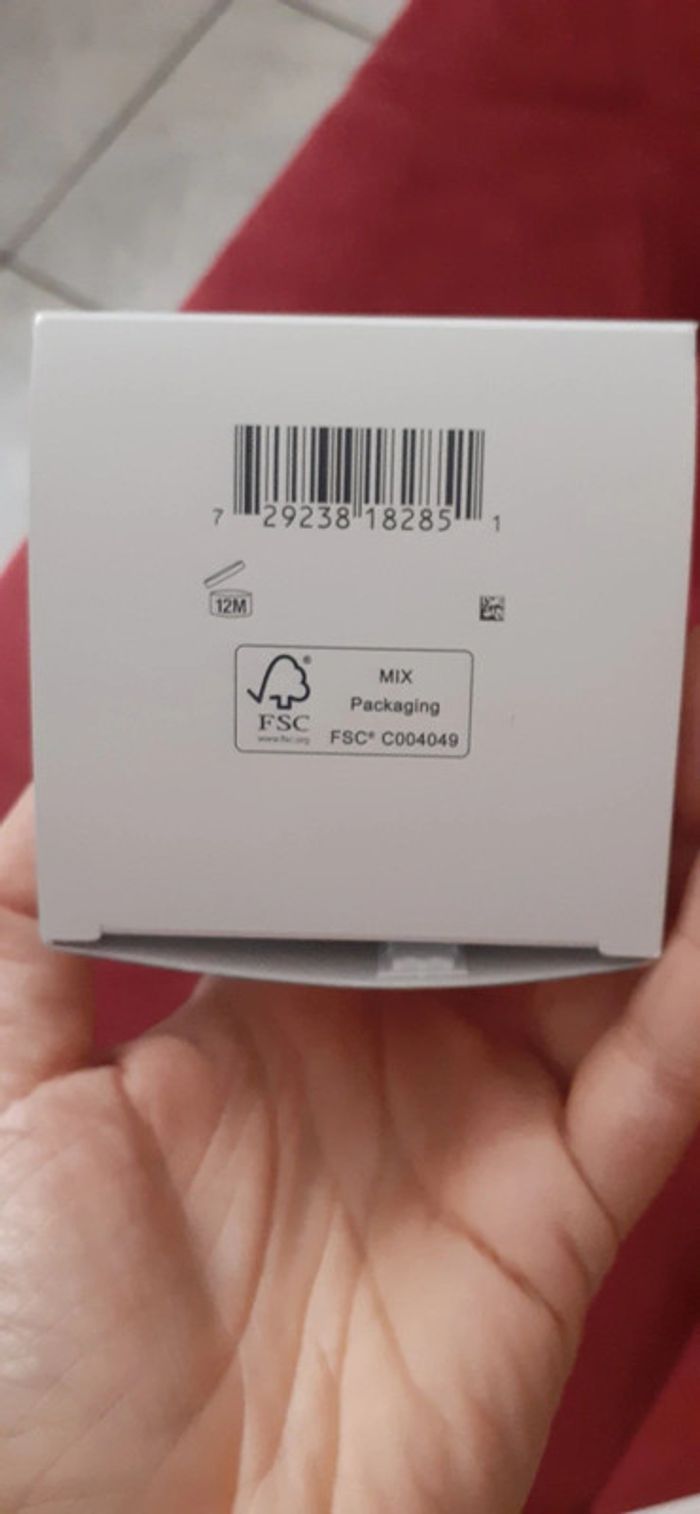 7 29238 18285 1
12M
MIX
Packaging
FSC® C004049
®
FSC
www.fsc.org